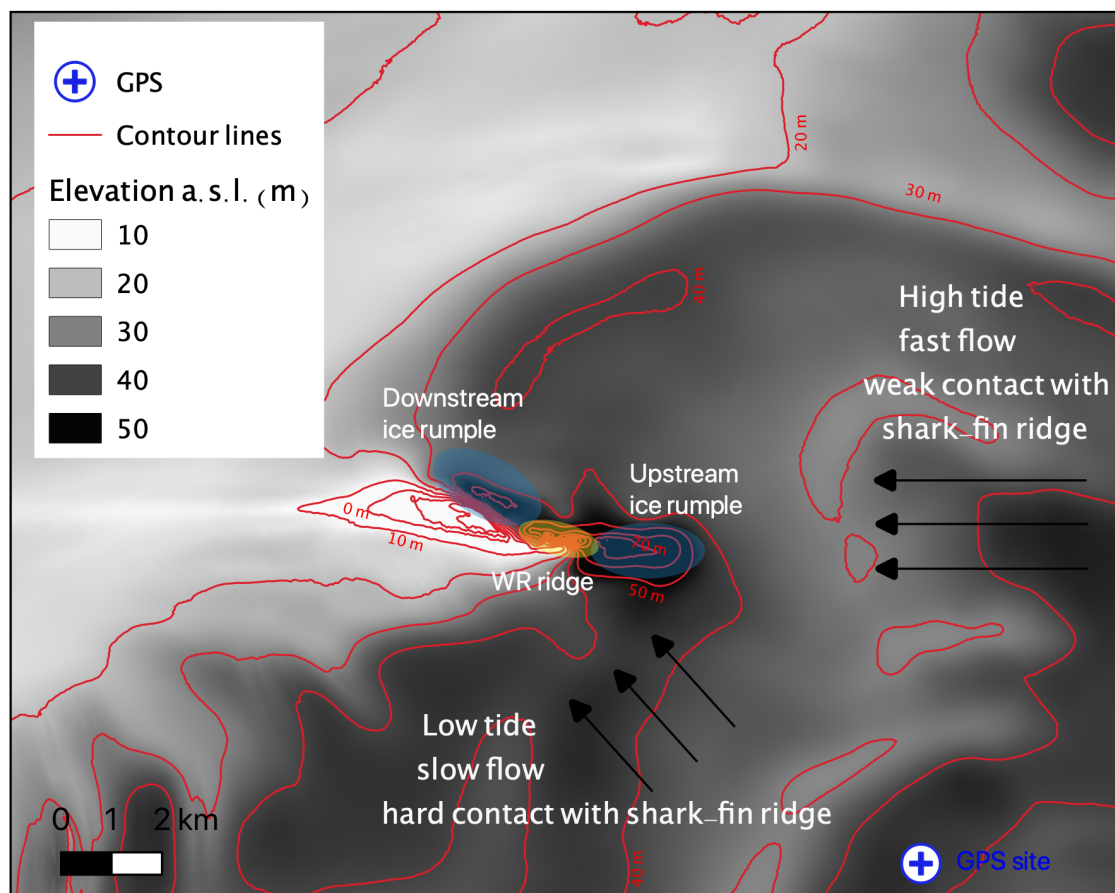 GPS
Contour lines
Elevation a.s.l. (m)
10
20
30
40
50
20 m
30 m
40 m
High tide
fast flow
weak contact with
shark-fin ridge
Downstream
ice rumple
Upstream
ice rumple
0 m
10 m
70 m
WR ridge
50 m
Low tide
slow flow
hard contact with shark-fin ridge
0 1 2 km
40 m
GPS site